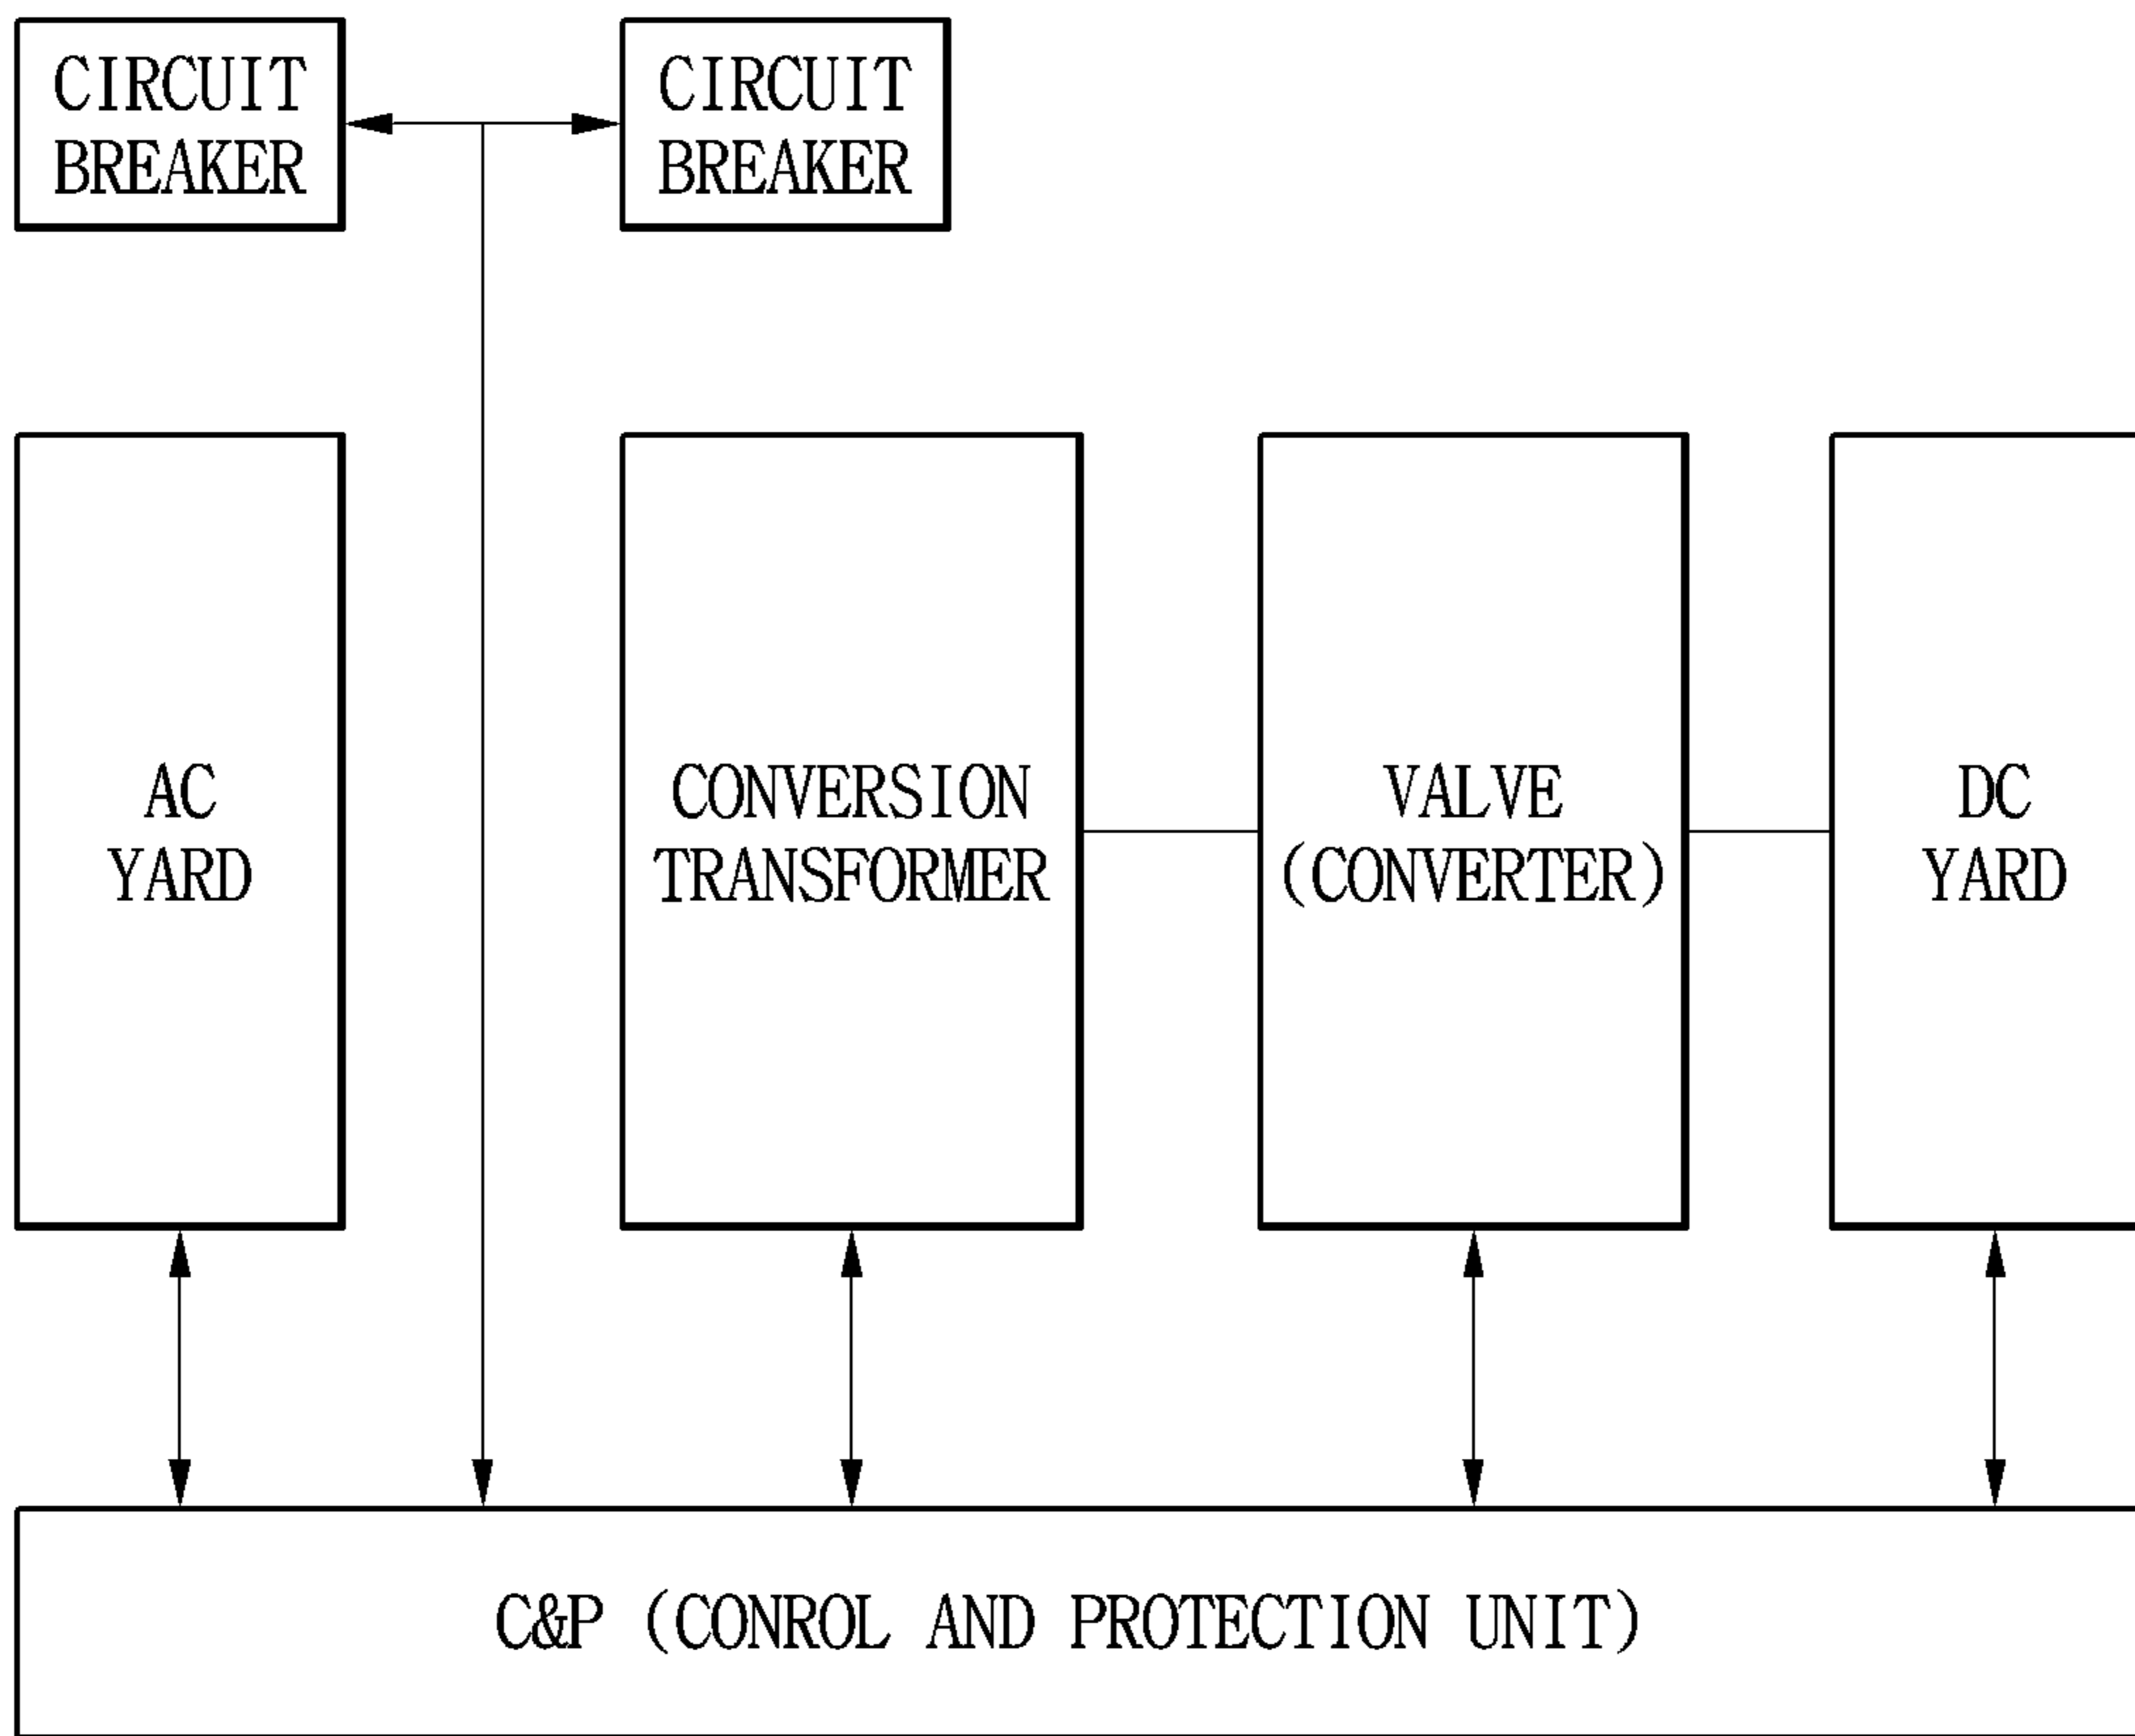 CIRCUIT
BREAKER
CIRCUIT
BREAKER
AC
YARD
CONVERSION
TRANSFORMER
VALVE
(CONVERTER)
DC
YARD
C&P (CONROL AND PROTECTION UNIT)